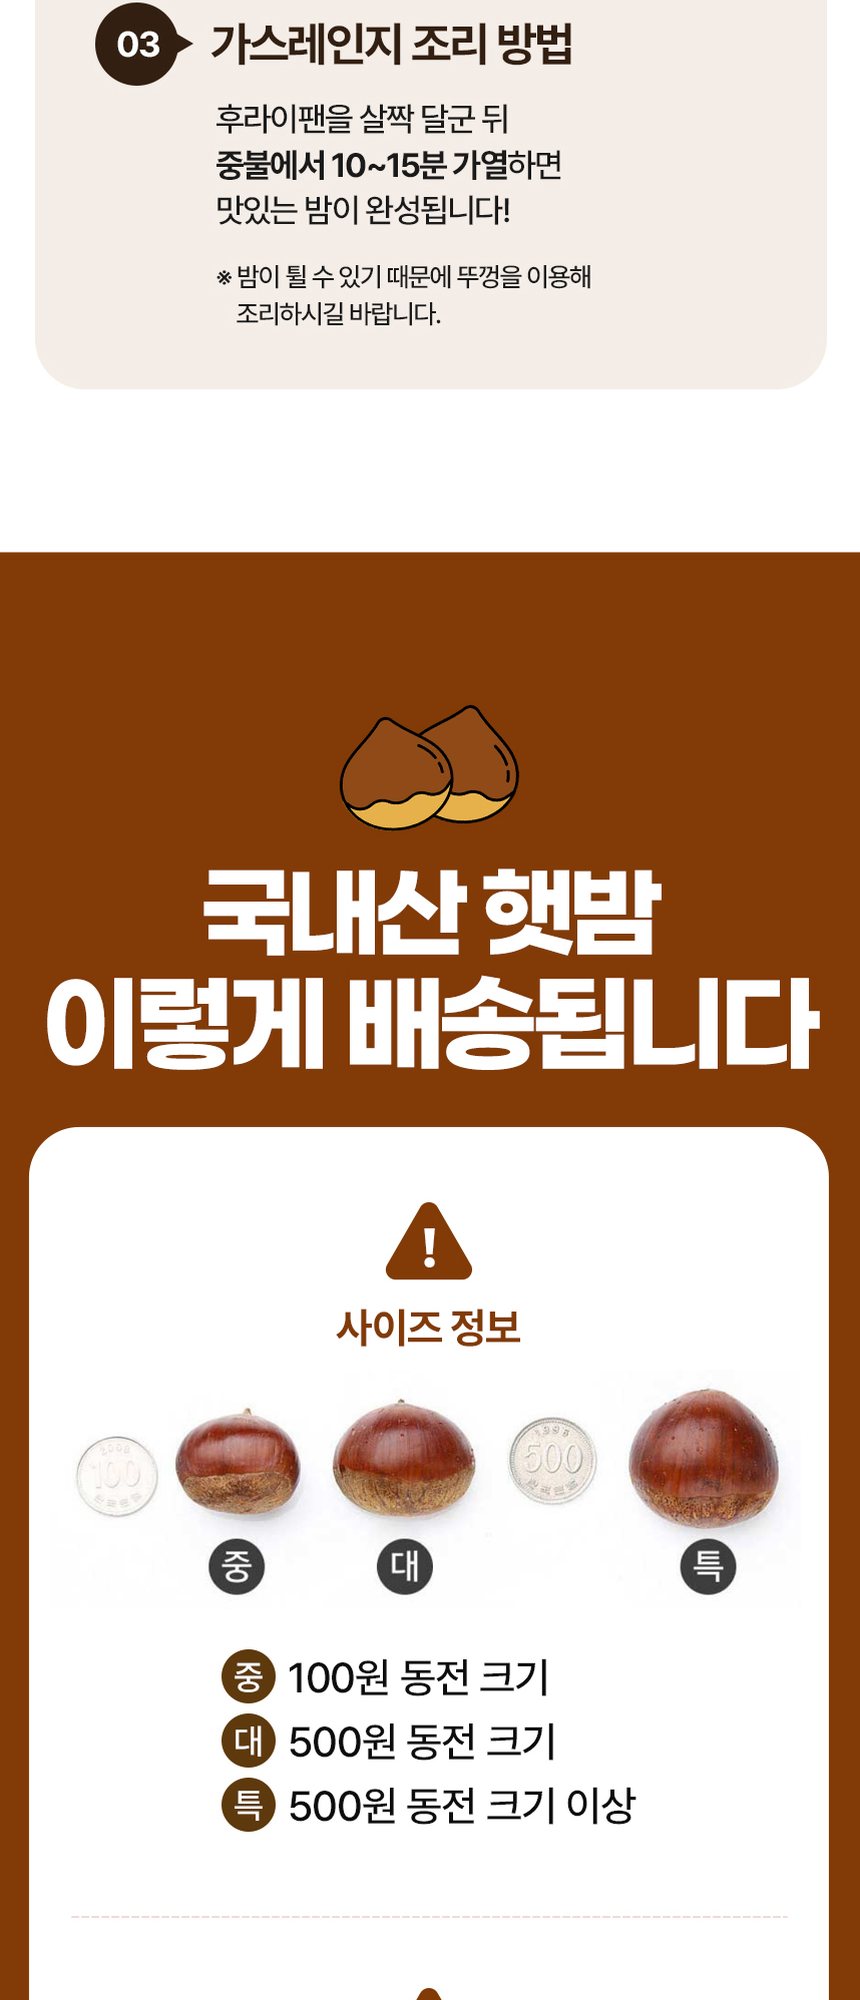 03 가스레인지 조리 방법
후라이팬을 살짝 달군 뒤
중불에서 10~15분 가열하면
맛있는 밤이 완성됩니다!
※ 밤이 튈 수 있기 때문에 뚜껑을 이용해
조리하시길 바랍니다.
국내산 햇밤
이렇게 배송됩니다
!
사이즈 정보
100
1995
500
중 대 특
중 100원 동전 크기
대 500원 동전 크기
특 500원 동전 크기 이상